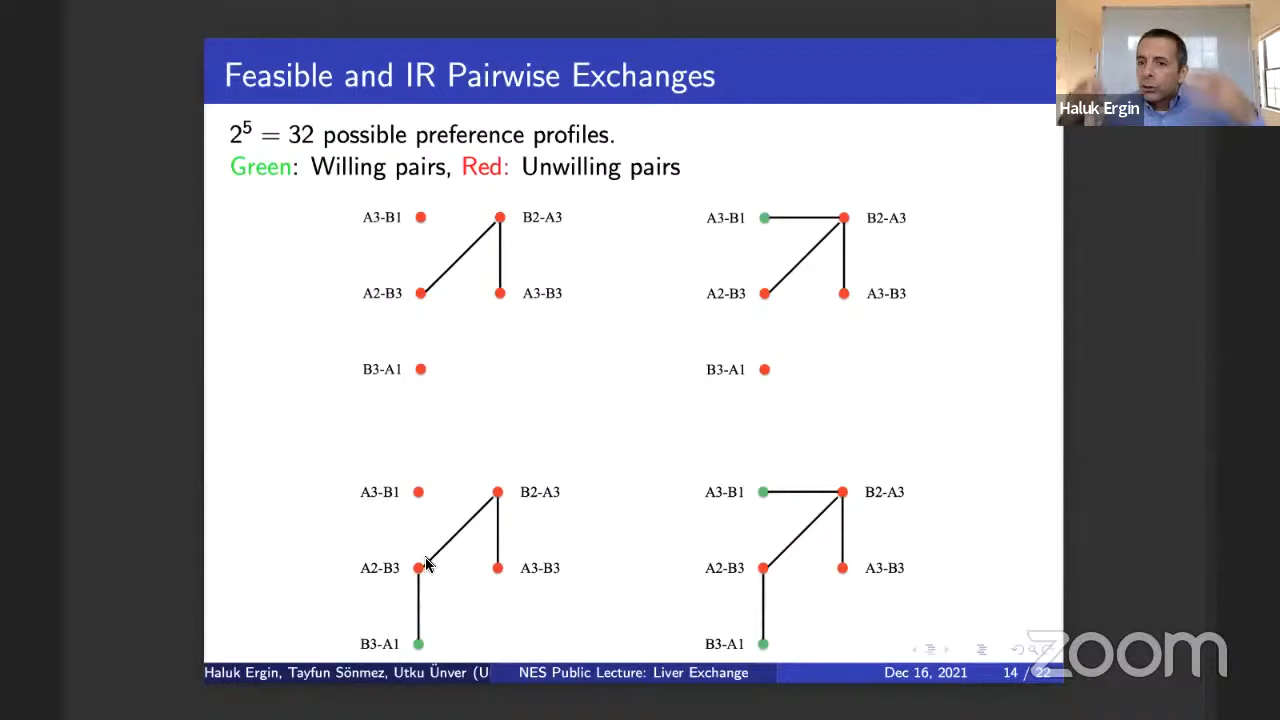 Feasible and IR Pairwise Exchanges
Haluk Ergin
2^5 = 32 possible preference profiles.
Green: Willing pairs, Red: Unwilling pairs
A3-B1 B2-A3 A3-B1 B2-A3
A2-B3 A3-B3 A2-B3 A3-B3
B3-A1 B3-A1
A3-B1 B2-A3 A3-B1 B2-A3
A2-B3 A3-B3 A2-B3 A3-B3
B3-A1 B3-A1
Haluk Ergin, Tayfun Sönmez, Utku Ünver (U NES Public Lecture: Liver Exchange Dec 16, 2021 14 / 22
zoom